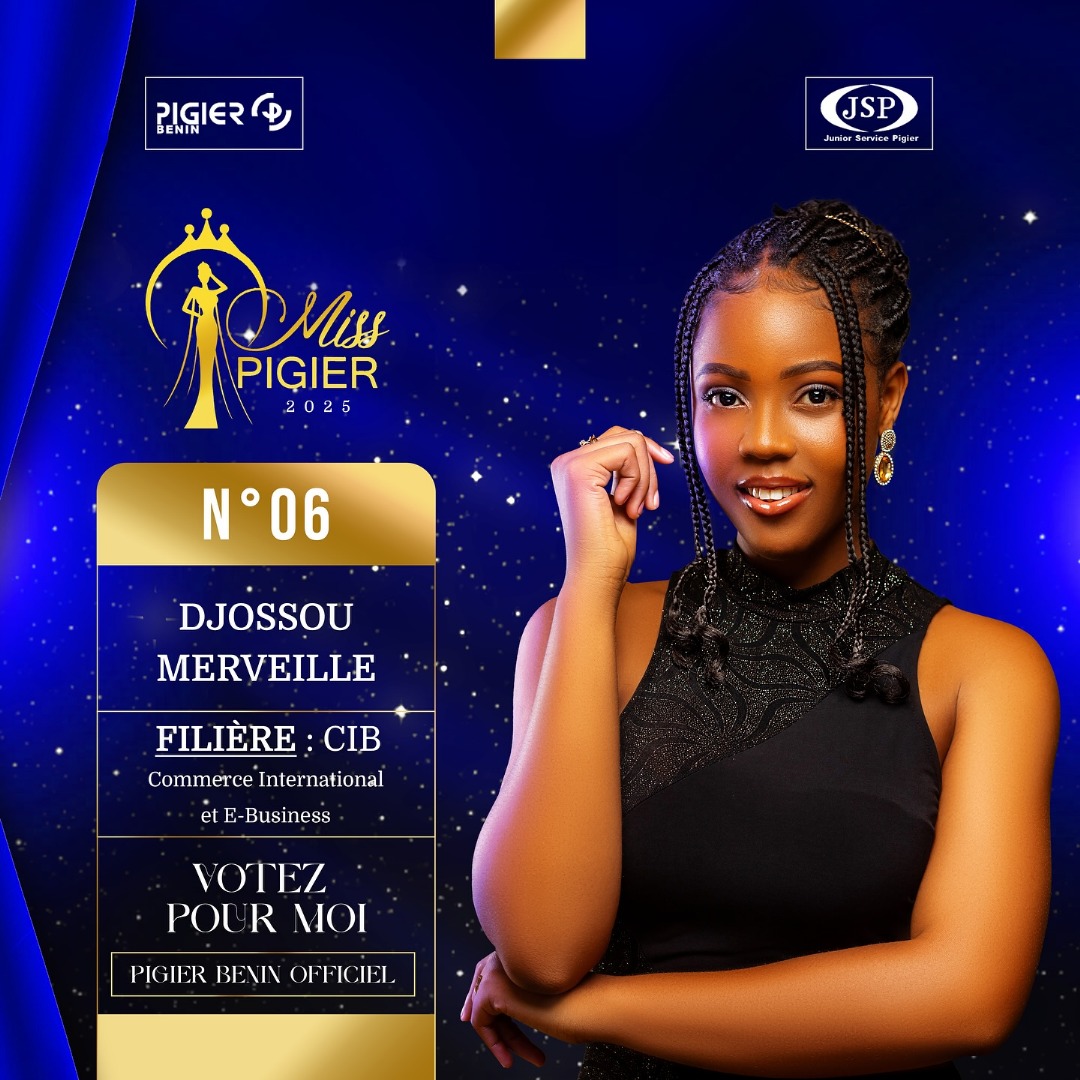 PIGIER
BENIN
JSP
Junior Service Pigier
Miss
PIGIER
2025
N°06
DJOSSOU
MERVEILLE
FILIÈRE : CIB
Commerce International
et E-Business
VOTEZ
POUR MOI
PIGIER BENIN OFFICIEL